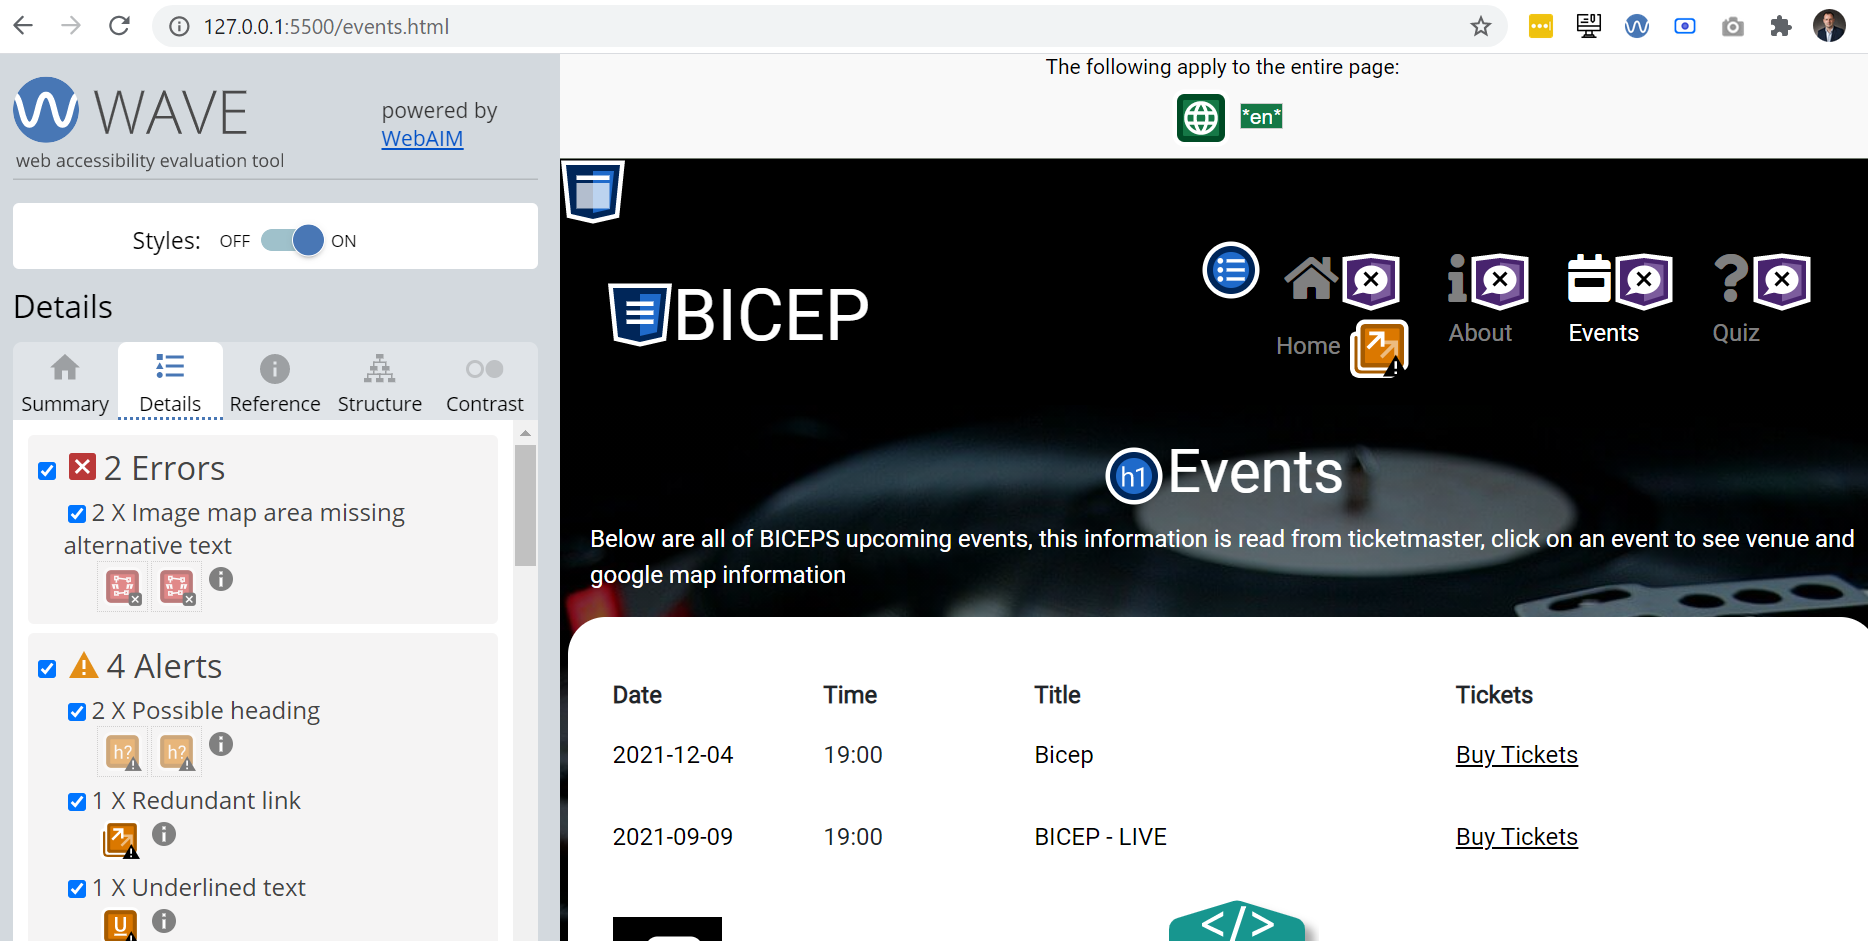 127.0.0.1:5500/events.html
WAVE
powered by
WebAIM
web accessibility evaluation tool
Styles: OFF ON
Details
Summary Details Reference Structure Contrast
2 Errors
2 X Image map area missing
alternative text
4 Alerts
2 X Possible heading
h? h?
1 X Redundant link
1 X Underlined text
U
The following apply to the entire page:
*en*
BICEP
Home About Events Quiz
h1 Events
Below are all of BICEPS upcoming events, this information is read from ticketmaster, click on an event to see venue and
google map information
Date Time Title Tickets
2021-12-04 19:00 Bicep Buy Tickets
2021-09-09 19:00 BICEP - LIVE Buy Tickets
</>